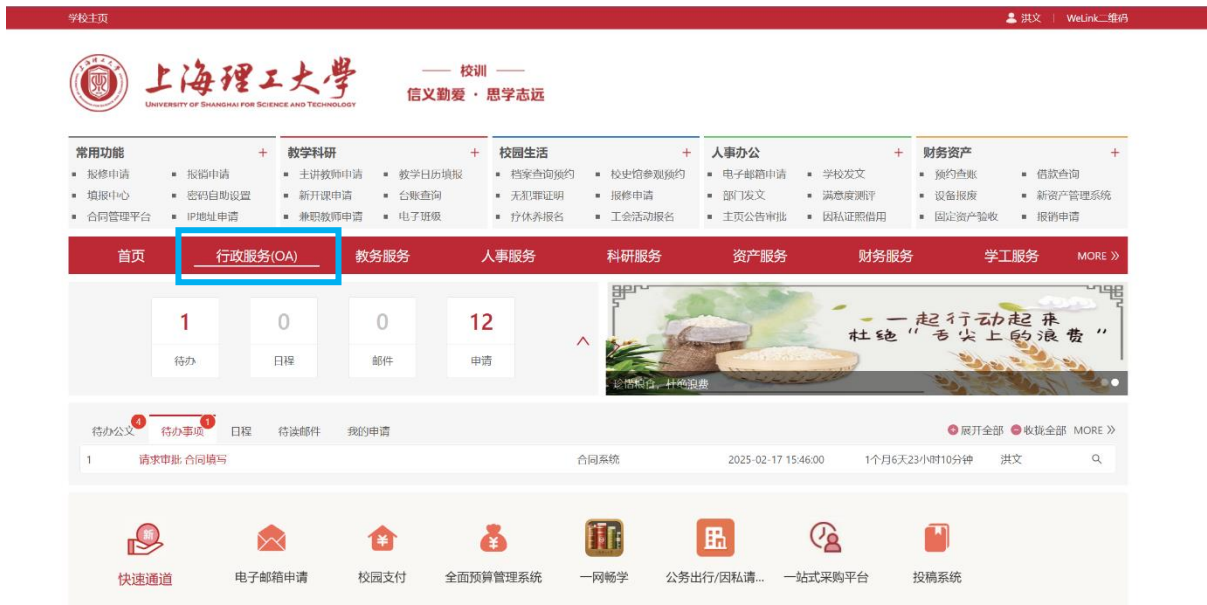 学校主页
洪文 | WeLink二维码
上海理工大學
UNIVERSITY OF SHANGHAI FOR SCIENCE AND TECHNOLOGY
校训
信义勤爱 · 思学志远
常用功能 +
报修申请 报销申请
填报中心 密码自助设置
合同管理平台 IP地址申请
教学科研 +
主讲教师申请 教学日历填报
新开课申请 台账查询
兼职教师申请 电子班级
校园生活 +
档案查询预约 校史馆参观预约
无犯罪证明 报修申请
疗休养报名 工会活动报名
人事办公 +
电子邮箱申请 学校发文
部门发文 满意度测评
主页公告审批 因私证照借用
财务资产 +
预约查账 借款查询
设备报废 新资产管理系统
固定资产验收 报销申请
首页 行政服务(OA) 教务服务 人事服务 科研服务 资产服务 财务服务 学工服务 MORE 》
1 0 0 12
待办 日程 邮件 申请
一起行动起来
杜绝“舌尖上的浪费”
珍惜粮食，杜绝浪费
待办公文 4 待办事项 1 日程 待读邮件 我的申请 展开全部 收拢全部 MORE 》
1 请求审批 合同填写 合同系统 2025-02-17 15:46:00 1个月6天23小时10分钟 洪文
新
快速通道 电子邮箱申请 校园支付 全面预算管理系统 一网畅学 公务出行/因私请... 一站式采购平台 投稿系统